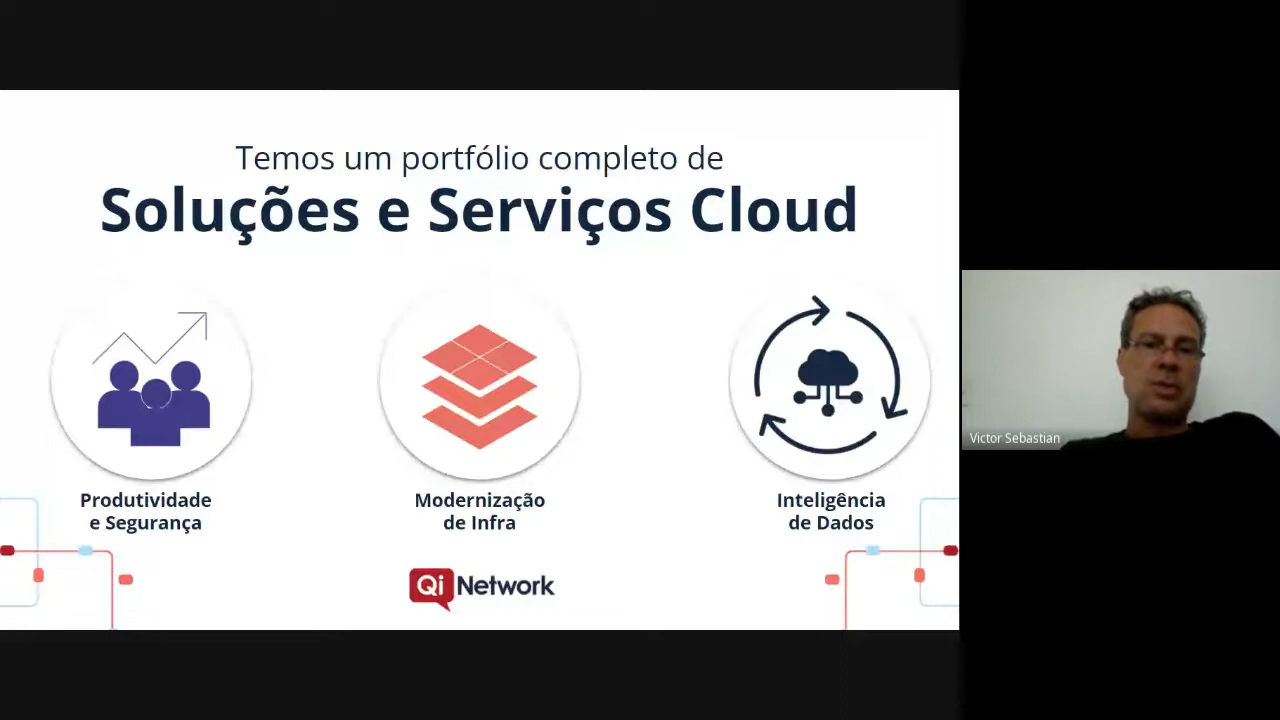 Temos um portfólio completo de
Soluções e Serviços Cloud
Produtividade
e Segurança
Modernização
de Infra
Inteligência
de Dados
Qi Network
Victor Sebastian